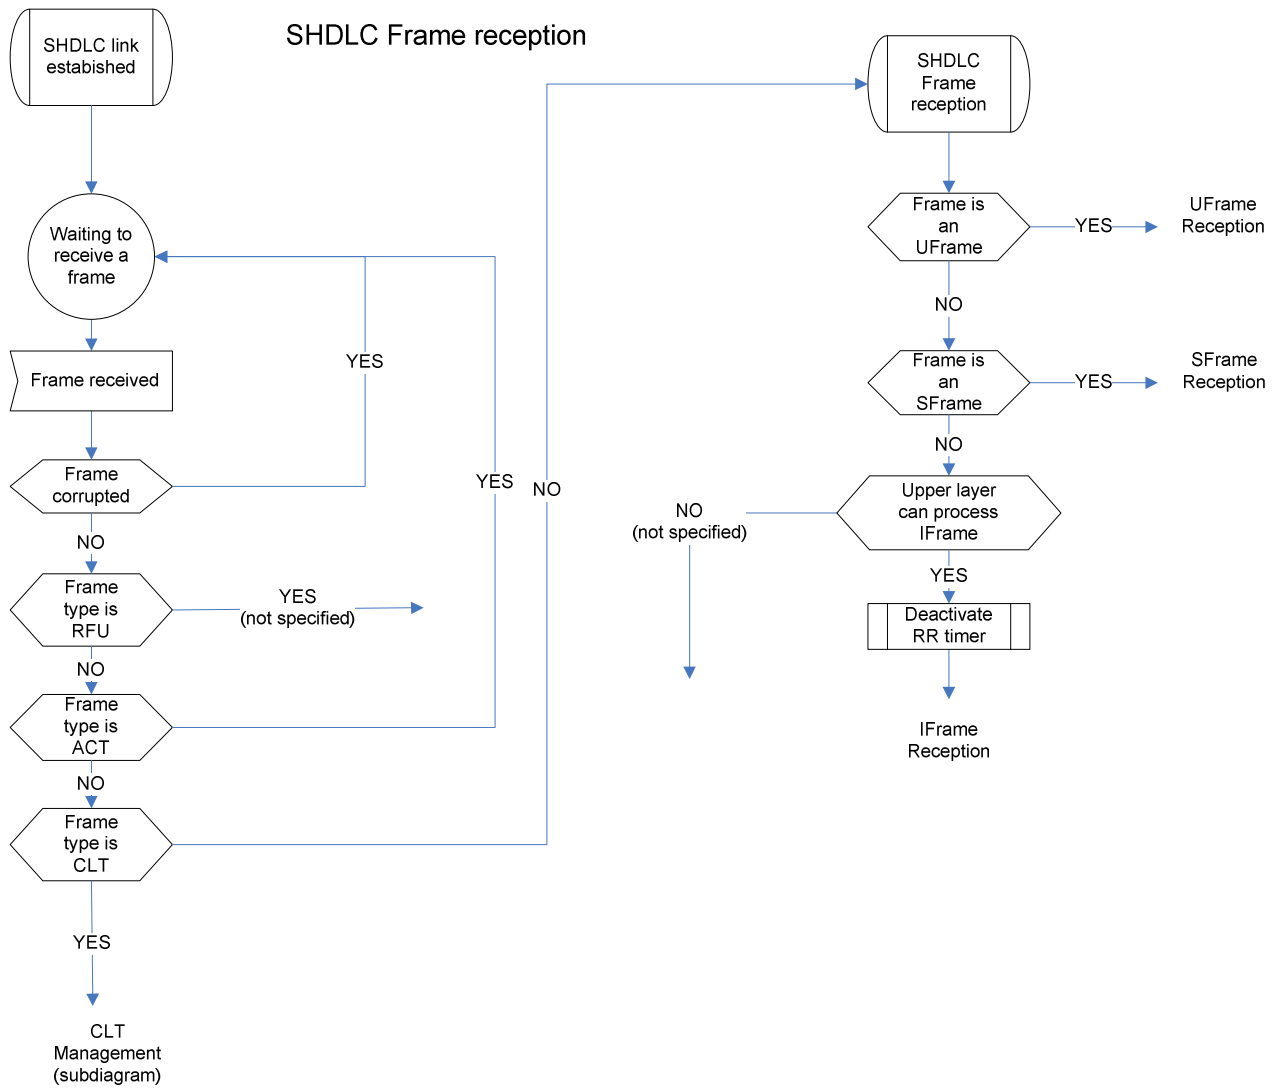 SHDLC Frame reception
SHDLC link
estabished
Waiting to
receive a
frame
YES
Frame received
Frame
corrupted
YES
NO
NO
Frame
type is
RFU
YES
(not specified)
NO
Frame
type is
ACT
NO
Frame
type is
CLT
YES
CLT
Management
(subdiagram)
SHDLC
Frame
reception
Frame is
an
UFrame
YES
UFrame
Reception
NO
Frame is
an
SFrame
YES
SFrame
Reception
NO
Upper layer
can process
IFrame
NO
(not specified)
YES
Deactivate
RR timer
IFrame
Reception